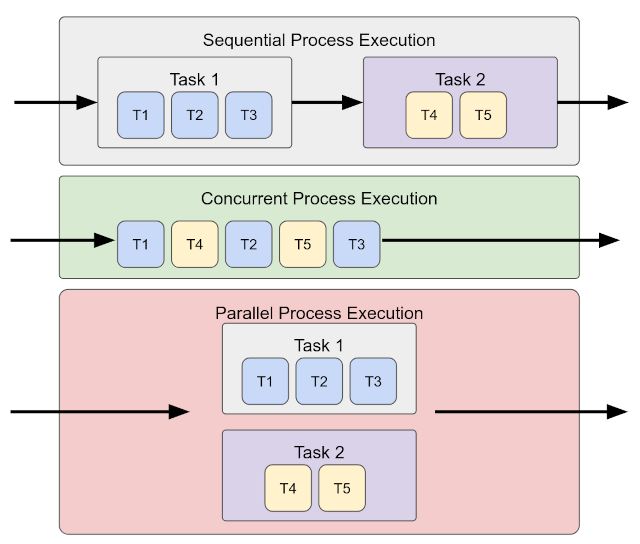 Sequential Process Execution
Task 1
T1 T2 T3
Task 2
T4 T5
Concurrent Process Execution
T1 T4 T2 T5 T3
Parallel Process Execution
Task 1
T1 T2 T3
Task 2
T4 T5